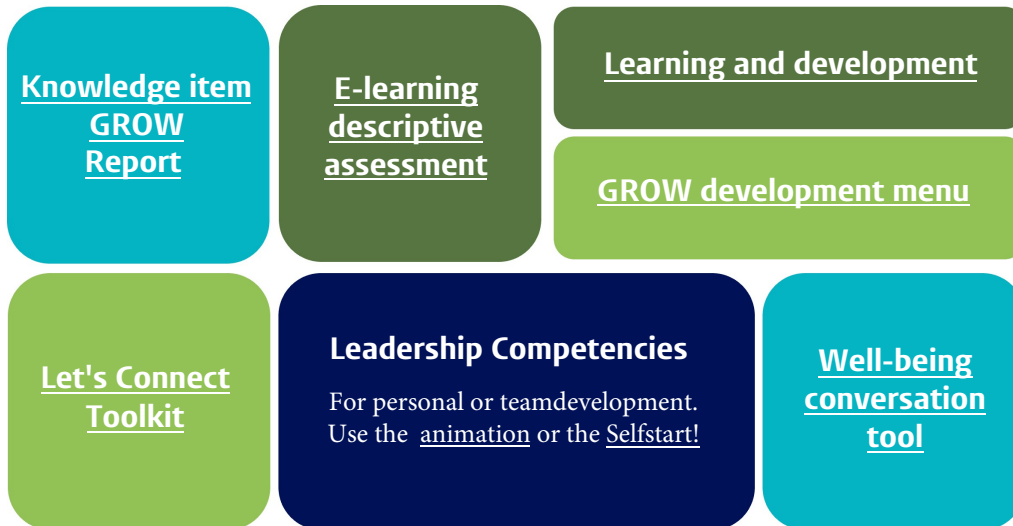 Knowledge item
GROW
Report
E-learning
descriptive
assessment
Learning and development
GROW development menu
Let's Connect
Toolkit
Leadership Competencies
For personal or teamdevelopment.
Use the animation or the Selfstart!
Well-being
conversation
tool